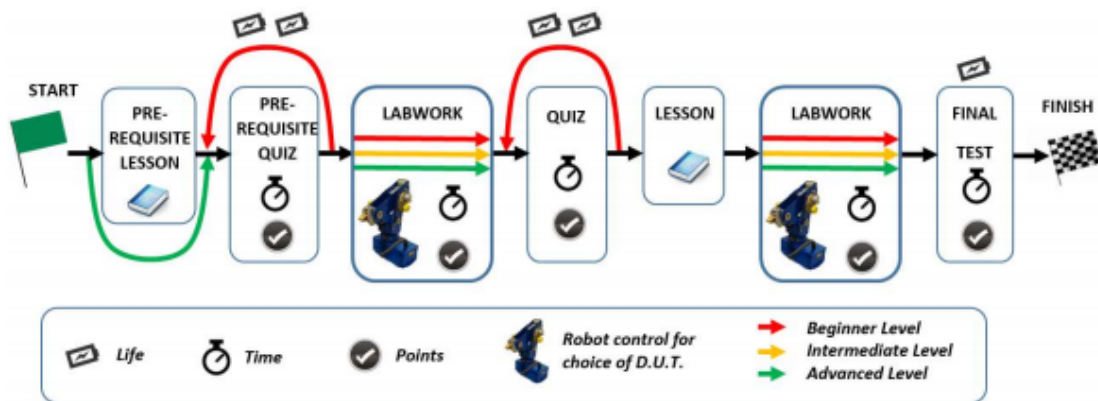 START
PRE-
REQUISITE
LESSON
PRE-
REQUISITE
QUIZ
LABWORK
QUIZ
LESSON
LABWORK
FINAL
TEST
FINISH
Life
Time
Points
Robot control for
choice of D.U.T.
Beginner Level
Intermediate Level
Advanced Level